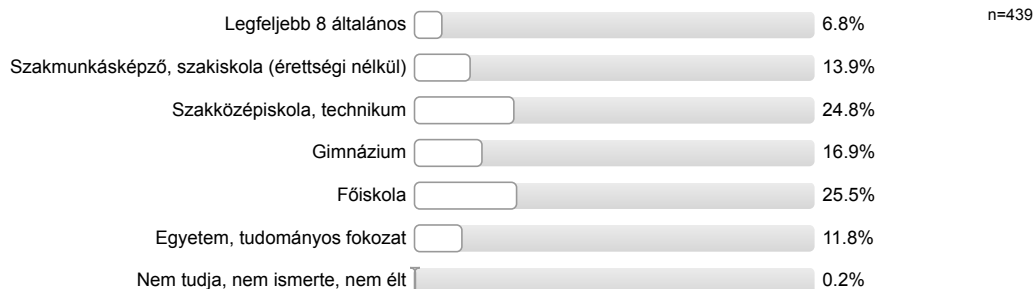 Legfeljebb 8 általános 6.8% n=439
Szakmunkásképző, szakiskola (érettségi nélkül) 13.9%
Szakközépiskola, technikum 24.8%
Gimnázium 16.9%
Főiskola 25.5%
Egyetem, tudományos fokozat 11.8%
Nem tudja, nem ismerte, nem élt 0.2%